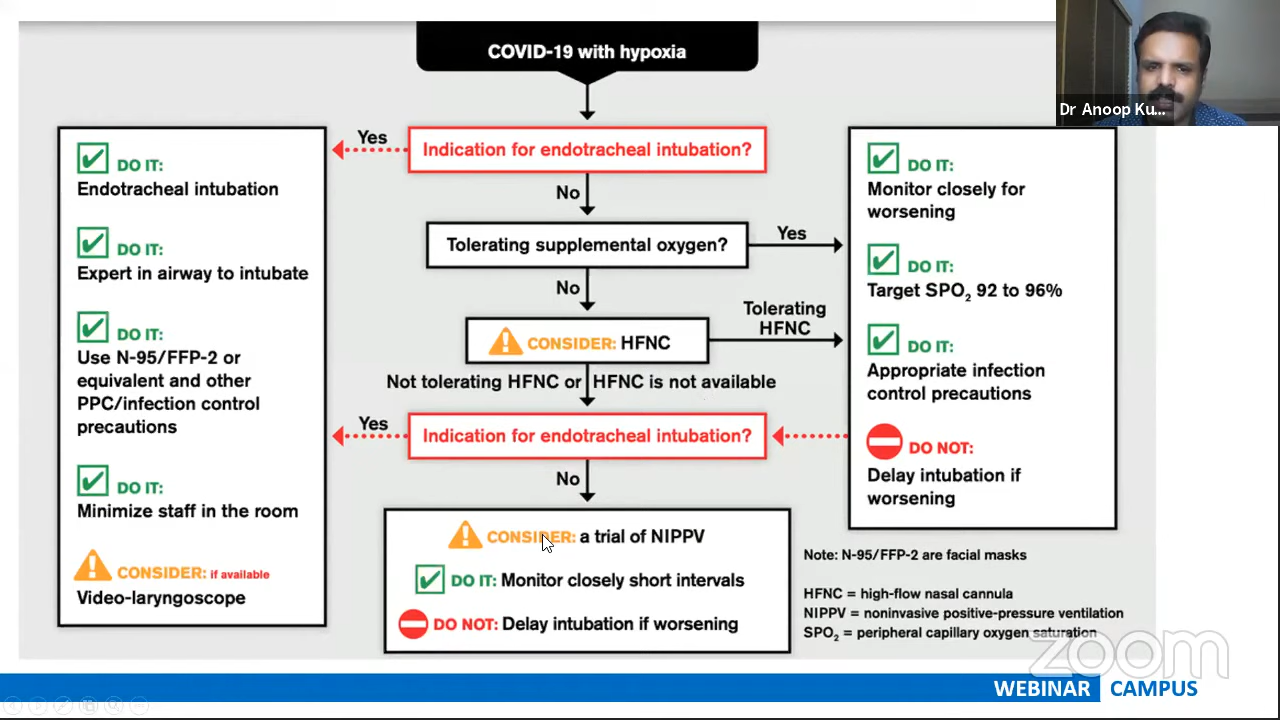 COVID-19 with hypoxia
Dr Anoop Ku...
Indication for endotracheal intubation?
Yes
No
DO IT:
Endotracheal intubation
DO IT:
Expert in airway to intubate
DO IT:
Use N-95/FFP-2 or
equivalent and other
PPC/infection control
precautions
DO IT:
Minimize staff in the room
CONSIDER: if available
Video-laryngoscope
Tolerating supplemental oxygen?
Yes
No
CONSIDER: HFNC
Tolerating
HFNC
Not tolerating HFNC or HFNC is not available
Indication for endotracheal intubation?
Yes
No
CONSIDER: a trial of NIPPV
DO IT: Monitor closely short intervals
DO NOT: Delay intubation if worsening
DO IT:
Monitor closely for
worsening
DO IT:
Target SPO₂ 92 to 96%
DO IT:
Appropriate infection
control precautions
DO NOT:
Delay intubation if
worsening
Note: N-95/FFP-2 are facial masks
HFNC = high-flow nasal cannula
NIPPV = noninvasive positive-pressure ventilation
SPO₂ = peripheral capillary oxygen saturation
zoom
WEBINAR CAMPUS